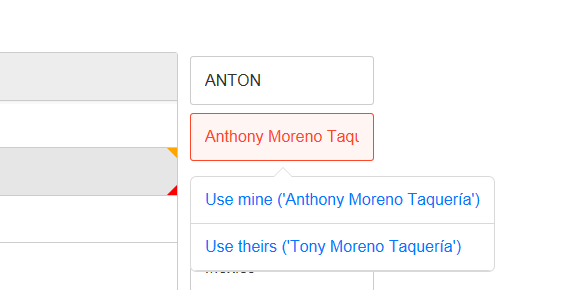 ANTON
Anthony Moreno Taqu
Use mine ('Anthony Moreno Taquería')
Use theirs ('Tony Moreno Taquería')